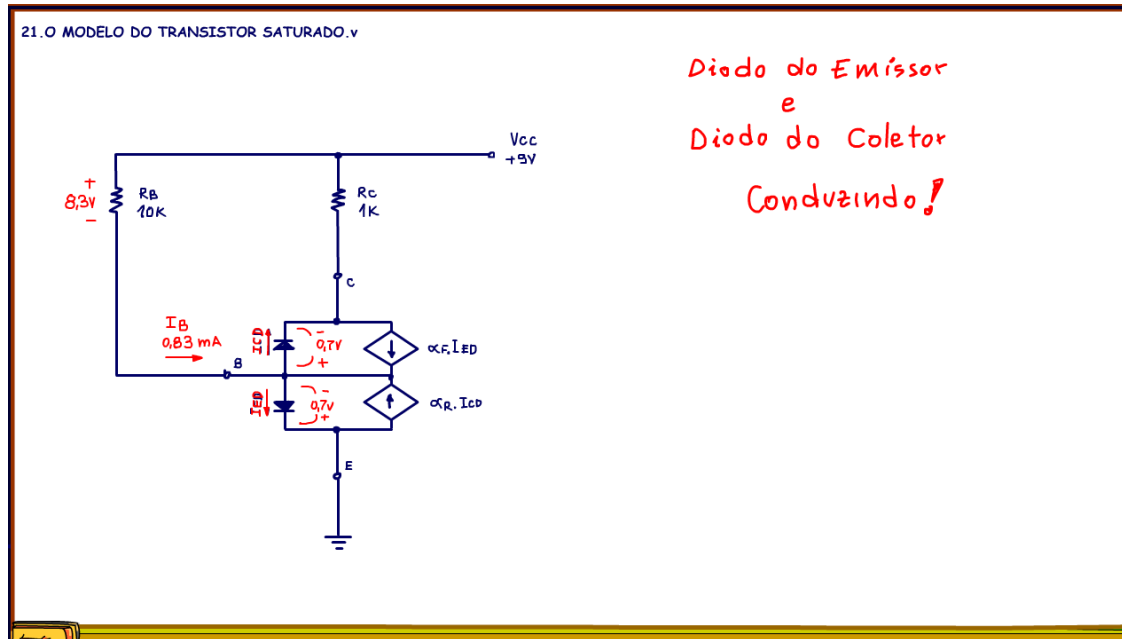 21.O MODELO DO TRANSISTOR SATURADO.v
Diodo do Emissor
e
Diodo do Coletor
Conduzindo!
Vcc
+9V
+
8,3V
-
RB
10K
RC
1K
C
IB
0,83 mA
B
ICD
-
0,7V
+
αF.IED
IED
-
0,7V
+
αR.ICD
E